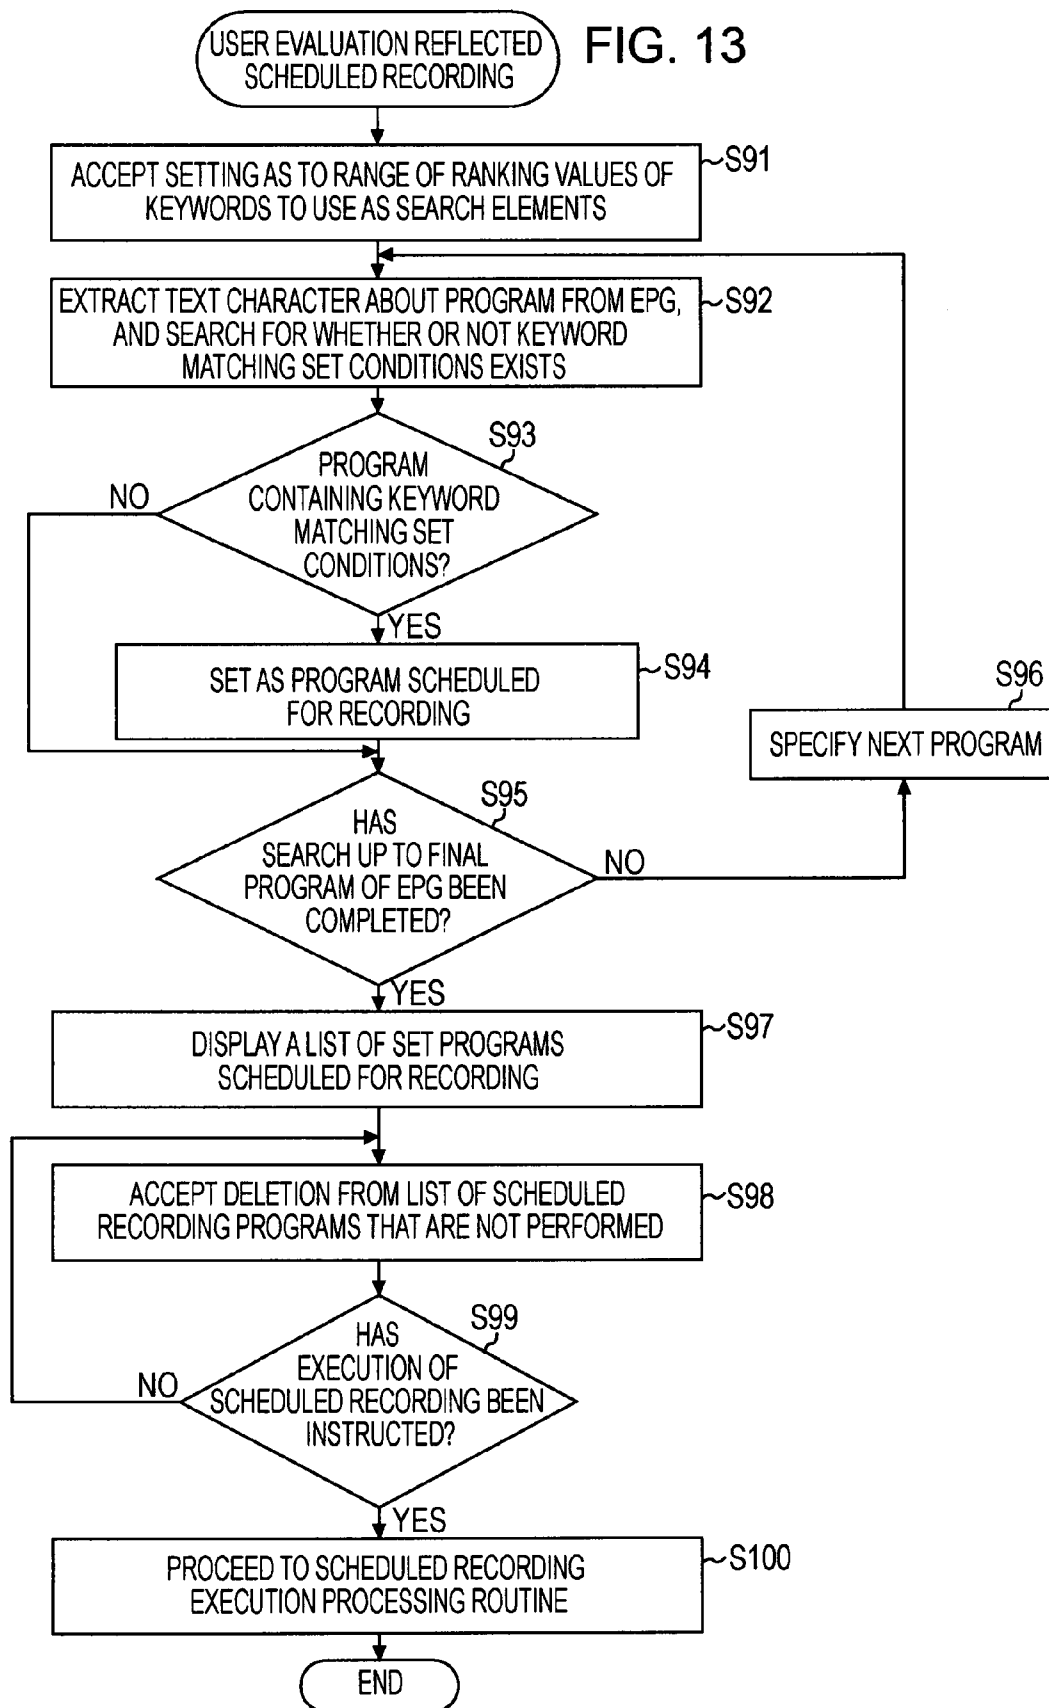 USER EVALUATION REFLECTED
SCHEDULED RECORDING
FIG. 13
ACCEPT SETTING AS TO RANGE OF RANKING VALUES OF
KEYWORDS TO USE AS SEARCH ELEMENTS
S91
EXTRACT TEXT CHARACTER ABOUT PROGRAM FROM EPG,
AND SEARCH FOR WHETHER OR NOT KEYWORD
MATCHING SET CONDITIONS EXISTS
S92
S93
PROGRAM
CONTAINING KEYWORD
MATCHING SET
CONDITIONS?
NO
YES
SET AS PROGRAM SCHEDULED
FOR RECORDING
S94
S96
SPECIFY NEXT PROGRAM
S95
HAS
SEARCH UP TO FINAL
PROGRAM OF EPG BEEN
COMPLETED?
NO
YES
DISPLAY A LIST OF SET PROGRAMS
SCHEDULED FOR RECORDING
S97
ACCEPT DELETION FROM LIST OF SCHEDULED
RECORDING PROGRAMS THAT ARE NOT PERFORMED
S98
S99
HAS
EXECUTION OF
SCHEDULED RECORDING BEEN
INSTRUCTED?
NO
YES
PROCEED TO SCHEDULED RECORDING
EXECUTION PROCESSING ROUTINE
S100
END